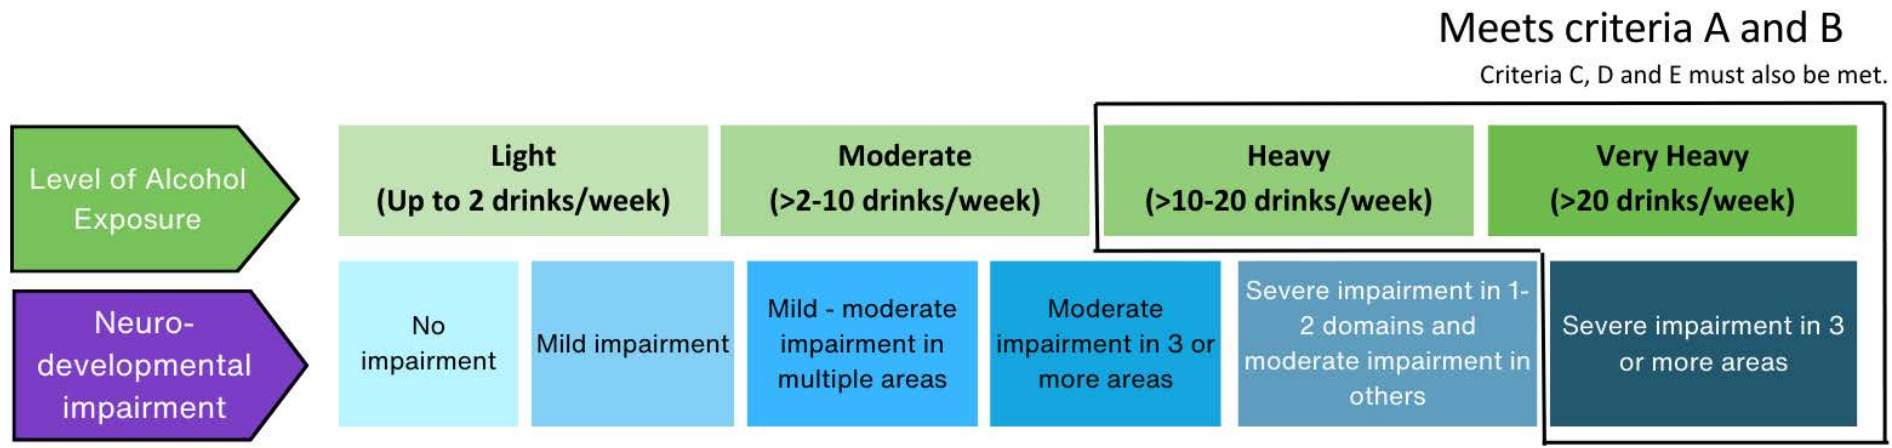 Meets criteria A and B
Criteria C, D and E must also be met.
Level of Alcohol
Exposure
Light
(Up to 2 drinks/week)
Moderate
(>2-10 drinks/week)
Heavy
(>10-20 drinks/week)
Very Heavy
(>20 drinks/week)
Neuro-
developmental
impairment
No
impairment
Mild impairment
Mild - moderate
impairment in
multiple areas
Moderate
impairment in 3 or
more areas
Severe impairment in 1-
2 domains and
moderate impairment in
others
Severe impairment in 3
or more areas